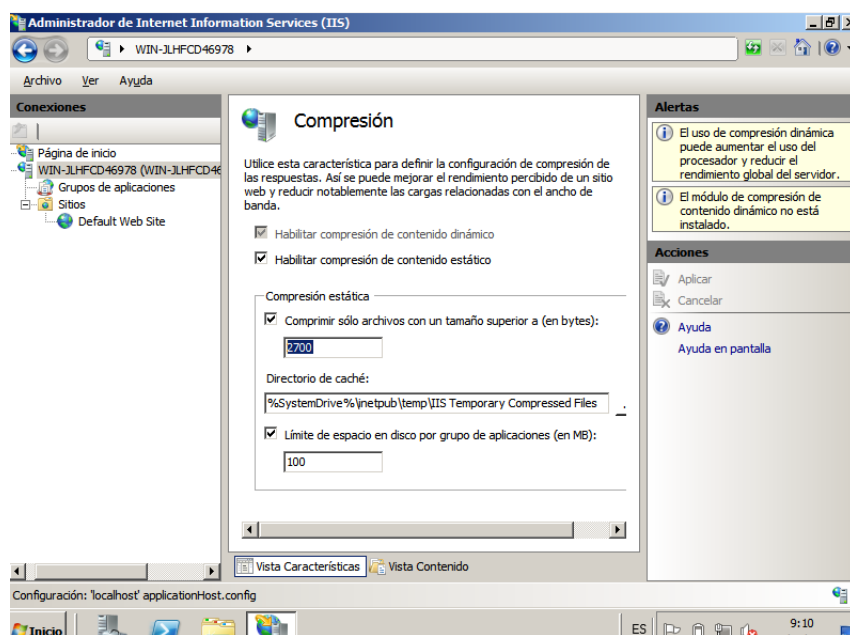 Administrador de Internet Information Services (IIS)
WIN-JLHFCD46978
Archivo Ver Ayuda
Conexiones
Página de inicio
WIN-JLHFCD46978 (WIN-JLHFCD46
Grupos de aplicaciones
Sitios
Default Web Site
Compresión
Utilice esta característica para definir la configuración de compresión de
las respuestas. Así se puede mejorar el rendimiento percibido de un sitio
web y reducir notablemente las cargas relacionadas con el ancho de
banda.
Habilitar compresión de contenido dinámico
Habilitar compresión de contenido estático
Compresión estática
Comprimir sólo archivos con un tamaño superior a (en bytes):
2700
Directorio de caché:
%SystemDrive%\inetpub\temp\IIS Temporary Compressed Files
Límite de espacio en disco por grupo de aplicaciones (en MB):
100
Vista Características Vista Contenido
Alertas
El uso de compresión dinámica
puede aumentar el uso del
procesador y reducir el
rendimiento global del servidor.
El módulo de compresión de
contenido dinámico no está
instalado.
Acciones
Aplicar
Cancelar
Ayuda
Ayuda en pantalla
Configuración: 'localhost' applicationHost.config
Inicio
ES
9:10